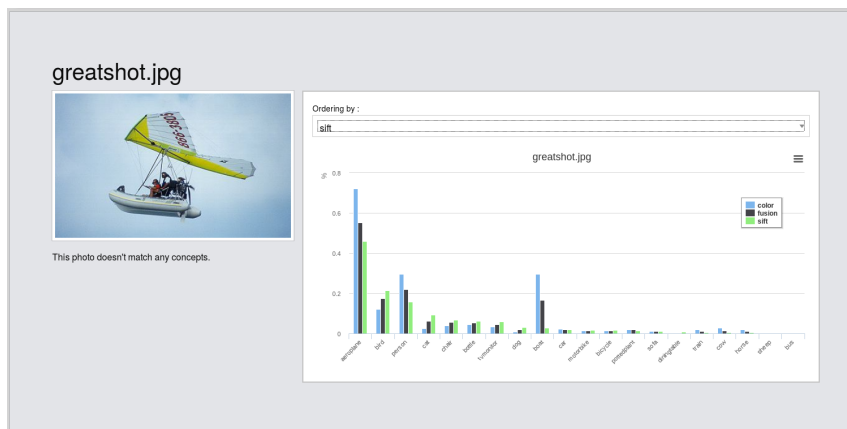 greatshot.jpg
This photo doesn't match any concepts.
Ordering by :
sift
greatshot.jpg
%
0.8
0.6
0.4
0.2
0
color
fusion
sift
aeroplane
bird
person
cat
chair
bottle
tvmonitor
dog
boat
car
motorbike
bicycle
pottedplant
sofa
diningtable
train
cow
horse
sheep
bus